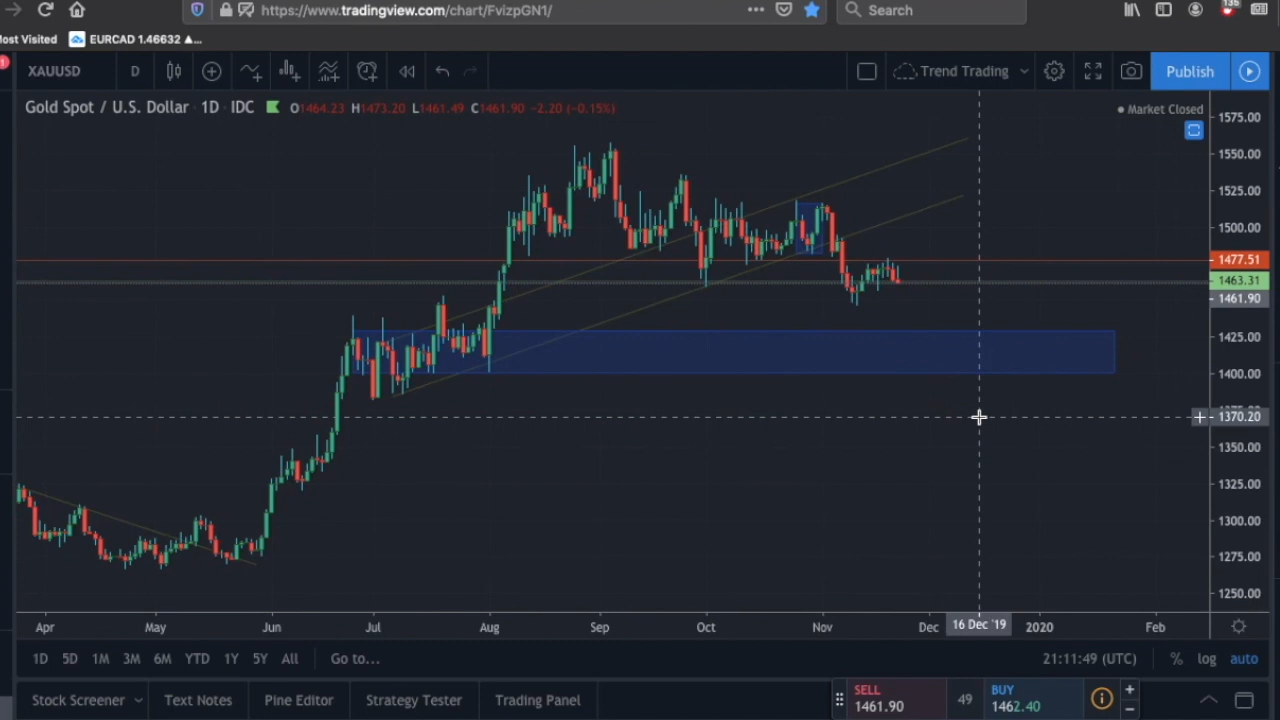 https://www.tradingview.com/chart/FvizpGN1/
Search
135
Most Visited
EURCAD 1.46632 ▲...
XAUUSD
D
Trend Trading
Publish
Gold Spot / U.S. Dollar · 1D · IDC
O1464.23 H1473.20 L1461.49 C1461.90 -2.20 (-0.15%)
Market Closed
1575.00
1550.00
1525.00
1500.00
1477.51
1463.31
1461.90
1425.00
1400.00
1370.20
1350.00
1325.00
1300.00
1275.00
1250.00
Apr May Jun Jul Aug Sep Oct Nov Dec 16 Dec '19 2020 Feb
1D 5D 1M 3M 6M YTD 1Y 5Y All Go to... 21:11:49 (UTC) % log auto
Stock Screener Text Notes Pine Editor Strategy Tester Trading Panel
SELL
1461.90
49
BUY
1462.40